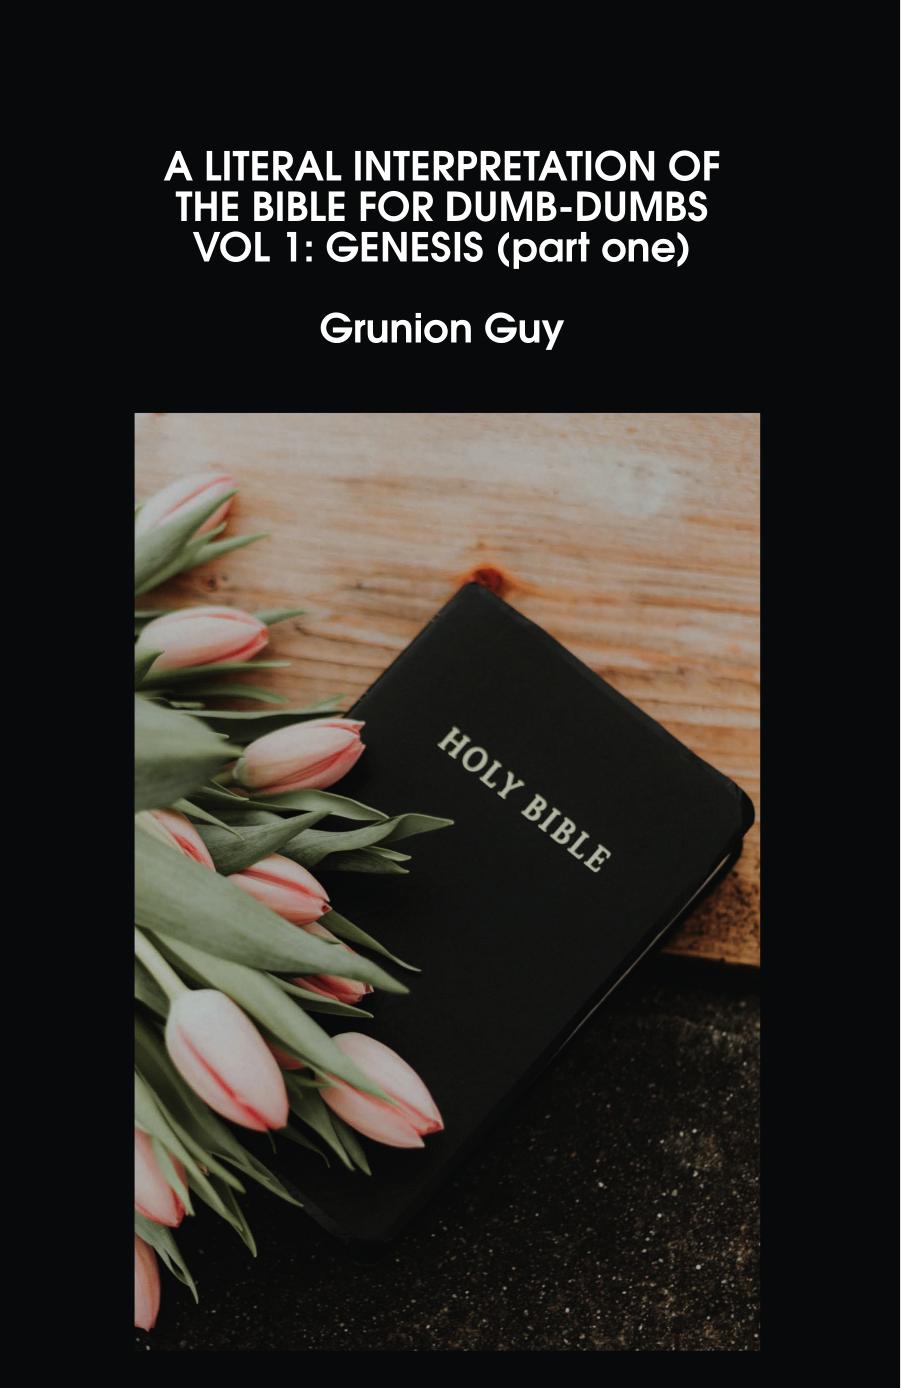 A LITERAL INTERPRETATION OF
THE BIBLE FOR DUMB-DUMBS
VOL 1: GENESIS (part one)
Grunion Guy
HOLY BIBLE